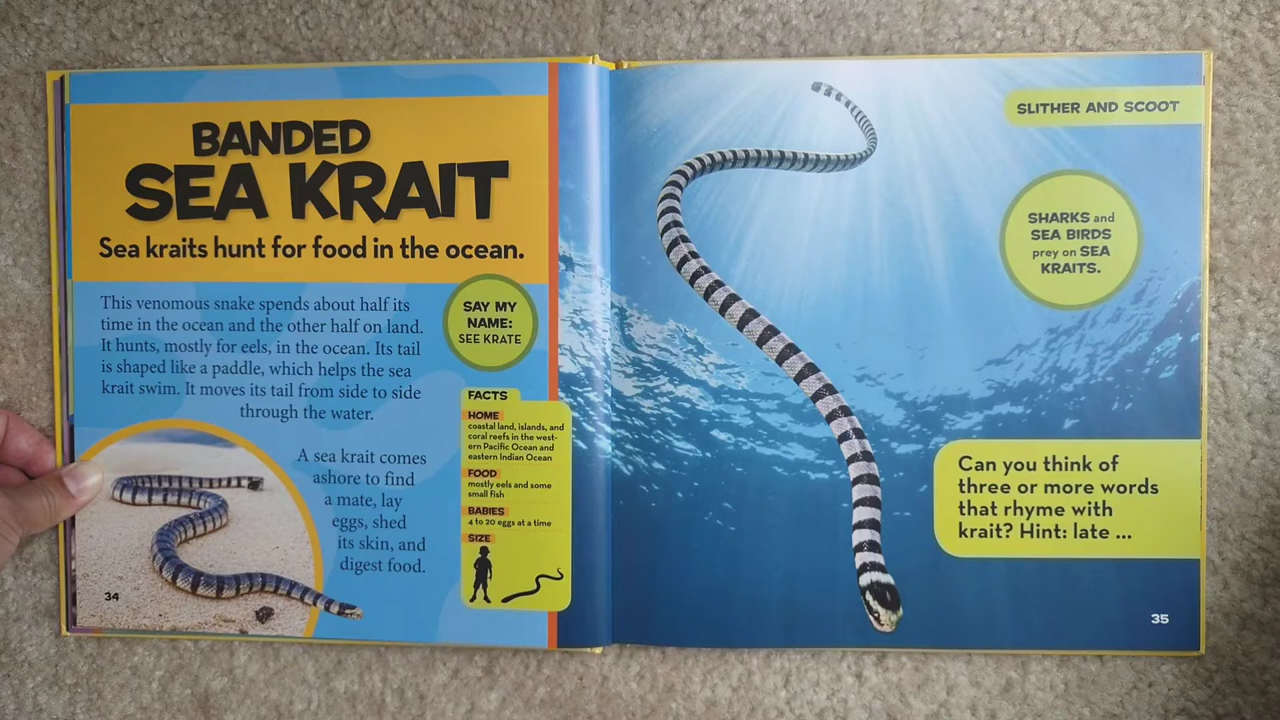 BANDED
SEA KRAIT
Sea kraits hunt for food in the ocean.
This venomous snake spends about half its
time in the ocean and the other half on land.
It hunts, mostly for eels, in the ocean. Its tail
is shaped like a paddle, which helps the sea
krait swim. It moves its tail from side to side
through the water.
SAY MY
NAME:
SEE KRATE
A sea krait comes
ashore to find
a mate, lay
eggs, shed
its skin, and
digest food.
FACTS
HOME
coastal land, islands, and
coral reefs in the west-
ern Pacific Ocean and
eastern Indian Ocean
FOOD
mostly eels and some
small fish
BABIES
4 to 20 eggs at a time
SIZE
34
SLITHER AND SCOOT
SHARKS and
SEA BIRDS
prey on SEA
KRAITS.
Can you think of
three or more words
that rhyme with
krait? Hint: late ...
35